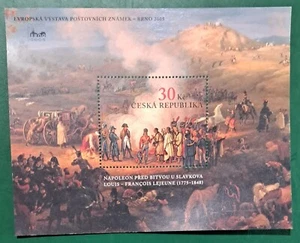 EVROPSKÁ VÝSTAVA POŠTOVNÍCH ZNÁMEK – BRNO 2005
30 Kč
ČESKÁ REPUBLIKA
NAPOLEON PŘED BITVOU U SLAVKOVA
LOUIS – FRANÇOIS LEJEUNE (1775–1848)